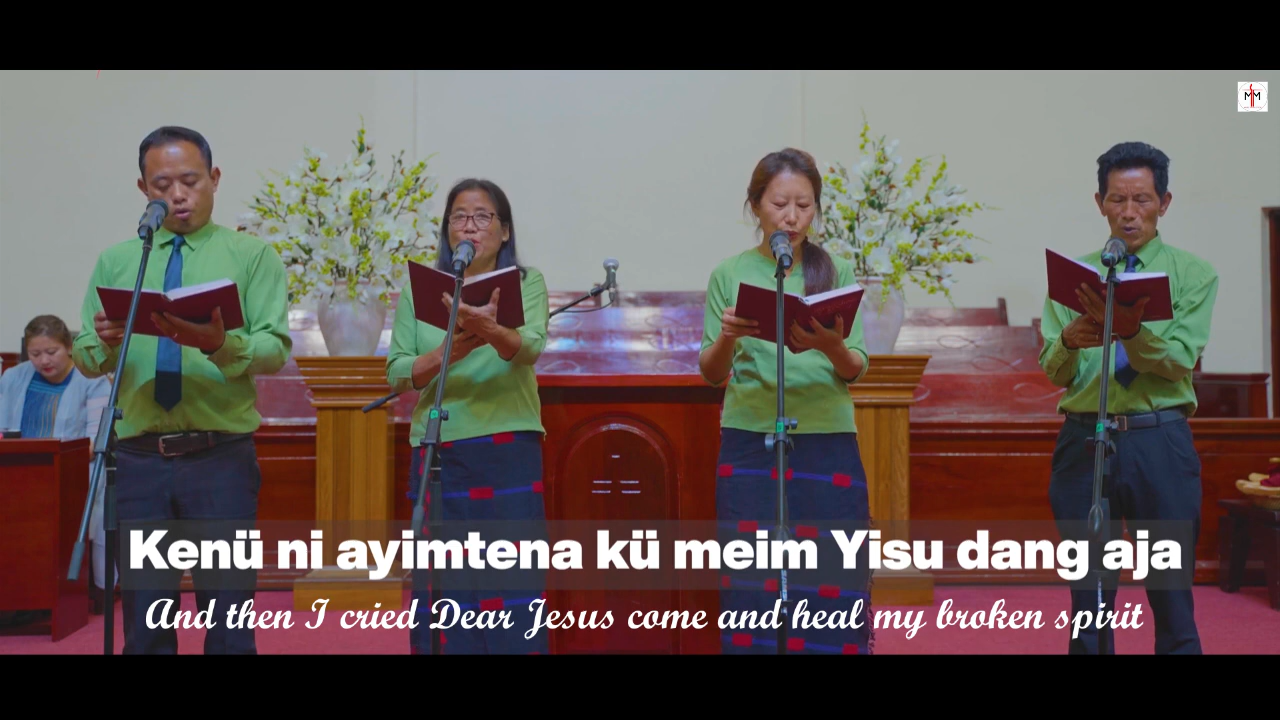 MM
Kenü ni ayimtena kü meim Yisu dang aja
And then I cried Dear Jesus come and heal my broken spirit